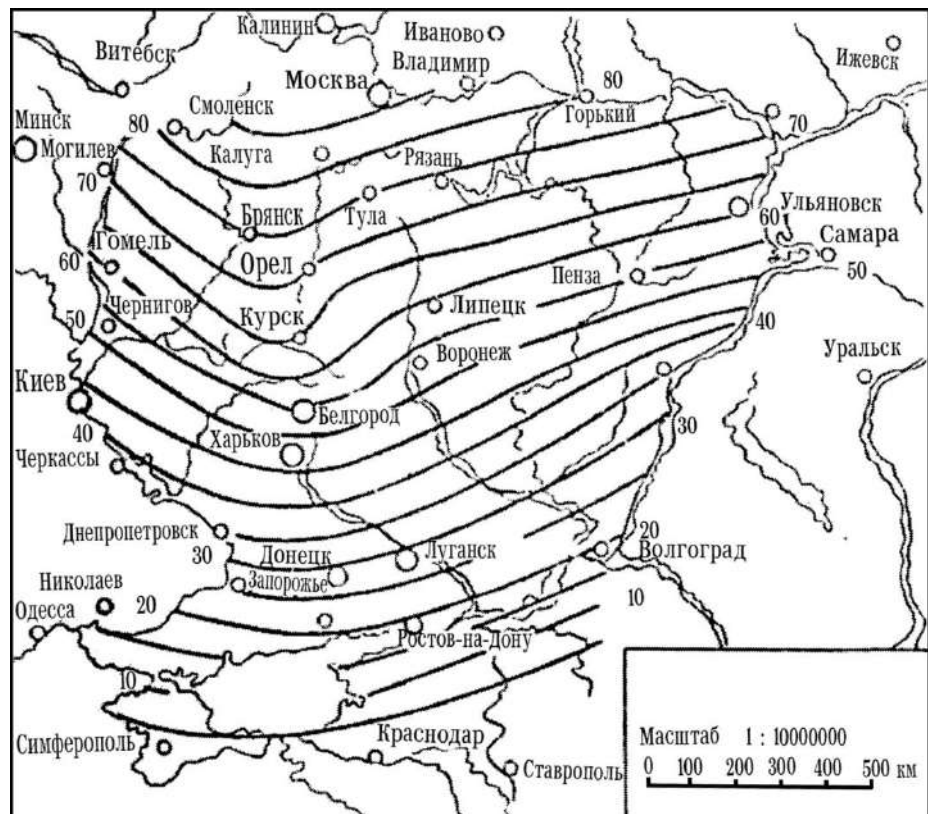 Калинин
Иваново
Ижевск
Витебск
Владимир
Москва
80
Смоленск
Горький
Минск
80
70
Могилев
Калуга
Рязань
70
Брянск
Тула
60
Ульяновск
Гомель
Самара
60
Орел
Пенза
50
Чернигов
Липецк
50
Курск
40
Воронеж
Уральск
Киев
Белгород
30
40
Харьков
Черкассы
20
Днепропетровск
30
Донецк
Луганск
Волгоград
Запорожье
Николаев
20
10
Одесса
Ростов-на-Дону
10
Симферополь
Краснодар
Ставрополь
Масштаб 1 : 10000000
0 100 200 300 400 500 км